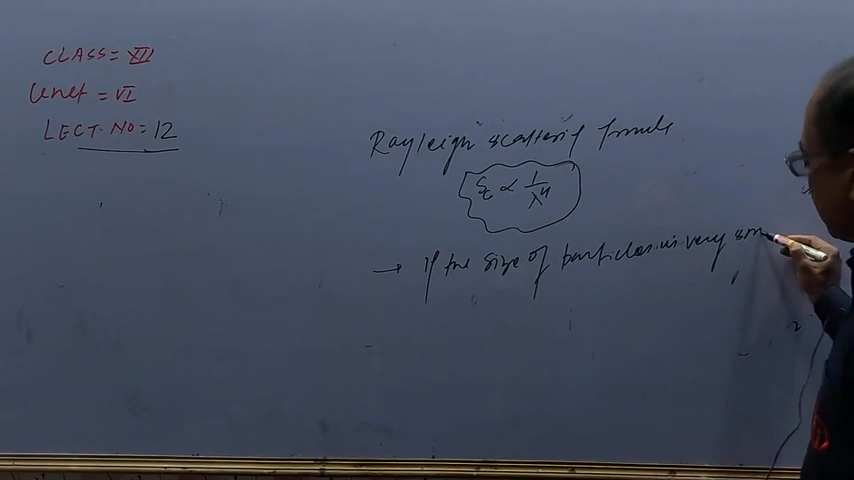 CLASS = XII
Unit = VI
LECT. NO. = 12
Rayleigh scattering formula
Sc ∝ 1/λ⁴
→ If the size of particles is very sm